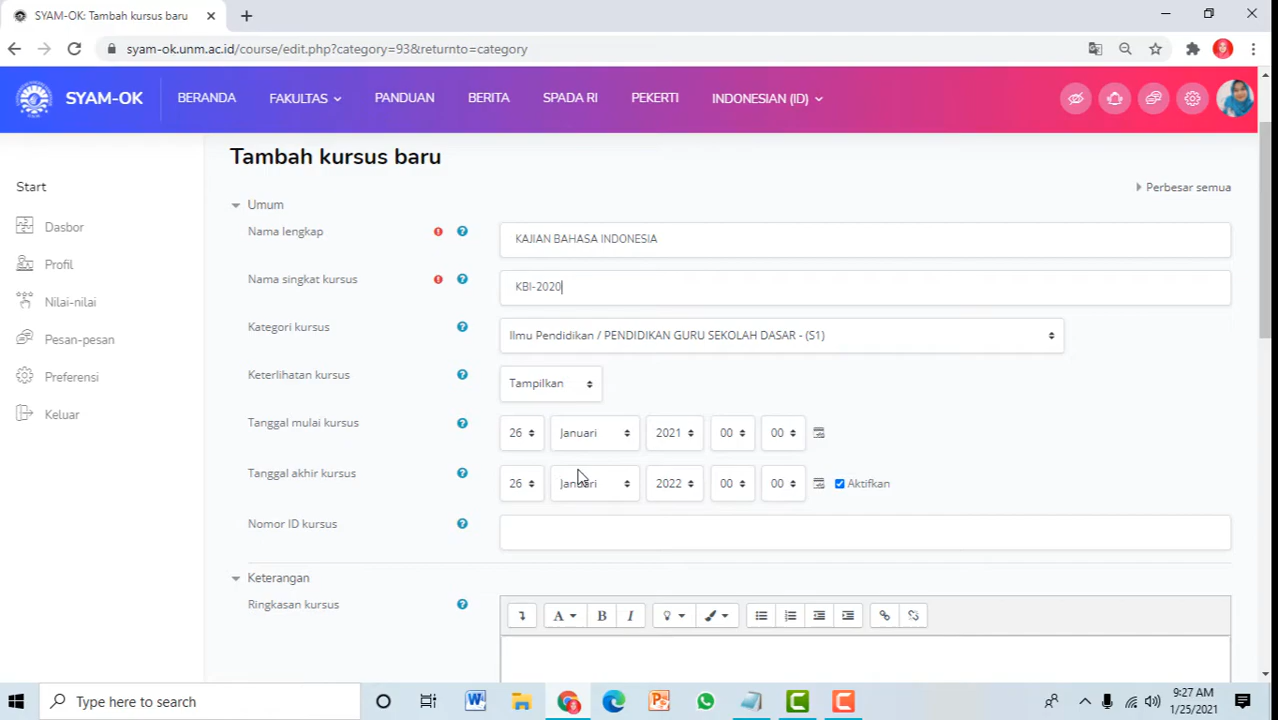 SYAM-OK: Tambah kursus baru
syam-ok.unm.ac.id/course/edit.php?category=93&returnto=category
SYAM-OK BERANDA FAKULTAS PANDUAN BERITA SPADA RI PEKERTI INDONESIAN (ID)
Tambah kursus baru
Start
Perbesar semua
Umum
Dasbor
Nama lengkap KAJIAN BAHASA INDONESIA
Profil
Nama singkat kursus KBI-2020
Nilai-nilai
Kategori kursus Ilmu Pendidikan / PENDIDIKAN GURU SEKOLAH DASAR - (S1)
Pesan-pesan
Keterlihatan kursus Tampilkan
Preferensi
Keluar
Tanggal mulai kursus 26 Januari 2021 00 00
Tanggal akhir kursus 26 Januari 2022 00 00 Aktifkan
Nomor ID kursus
Keterangan
Ringkasan kursus
A B I
Type here to search
9:27 AM
1/25/2021